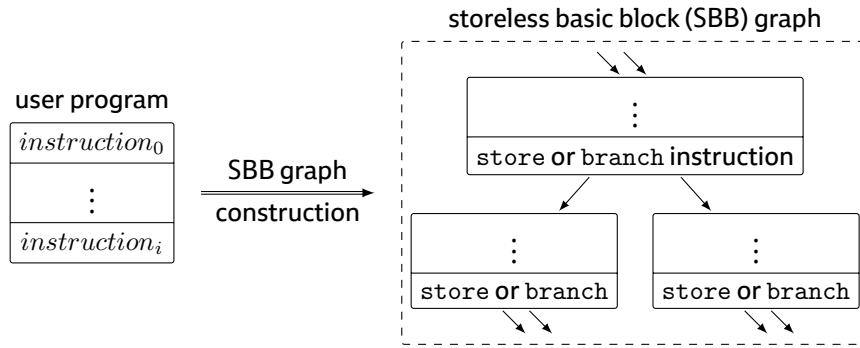 storeless basic block (SBB) graph
user program
instruction₀
⋮
instructionᵢ
SBB graph
construction
⋮
store or branch instruction
⋮
store or branch
⋮
store or branch